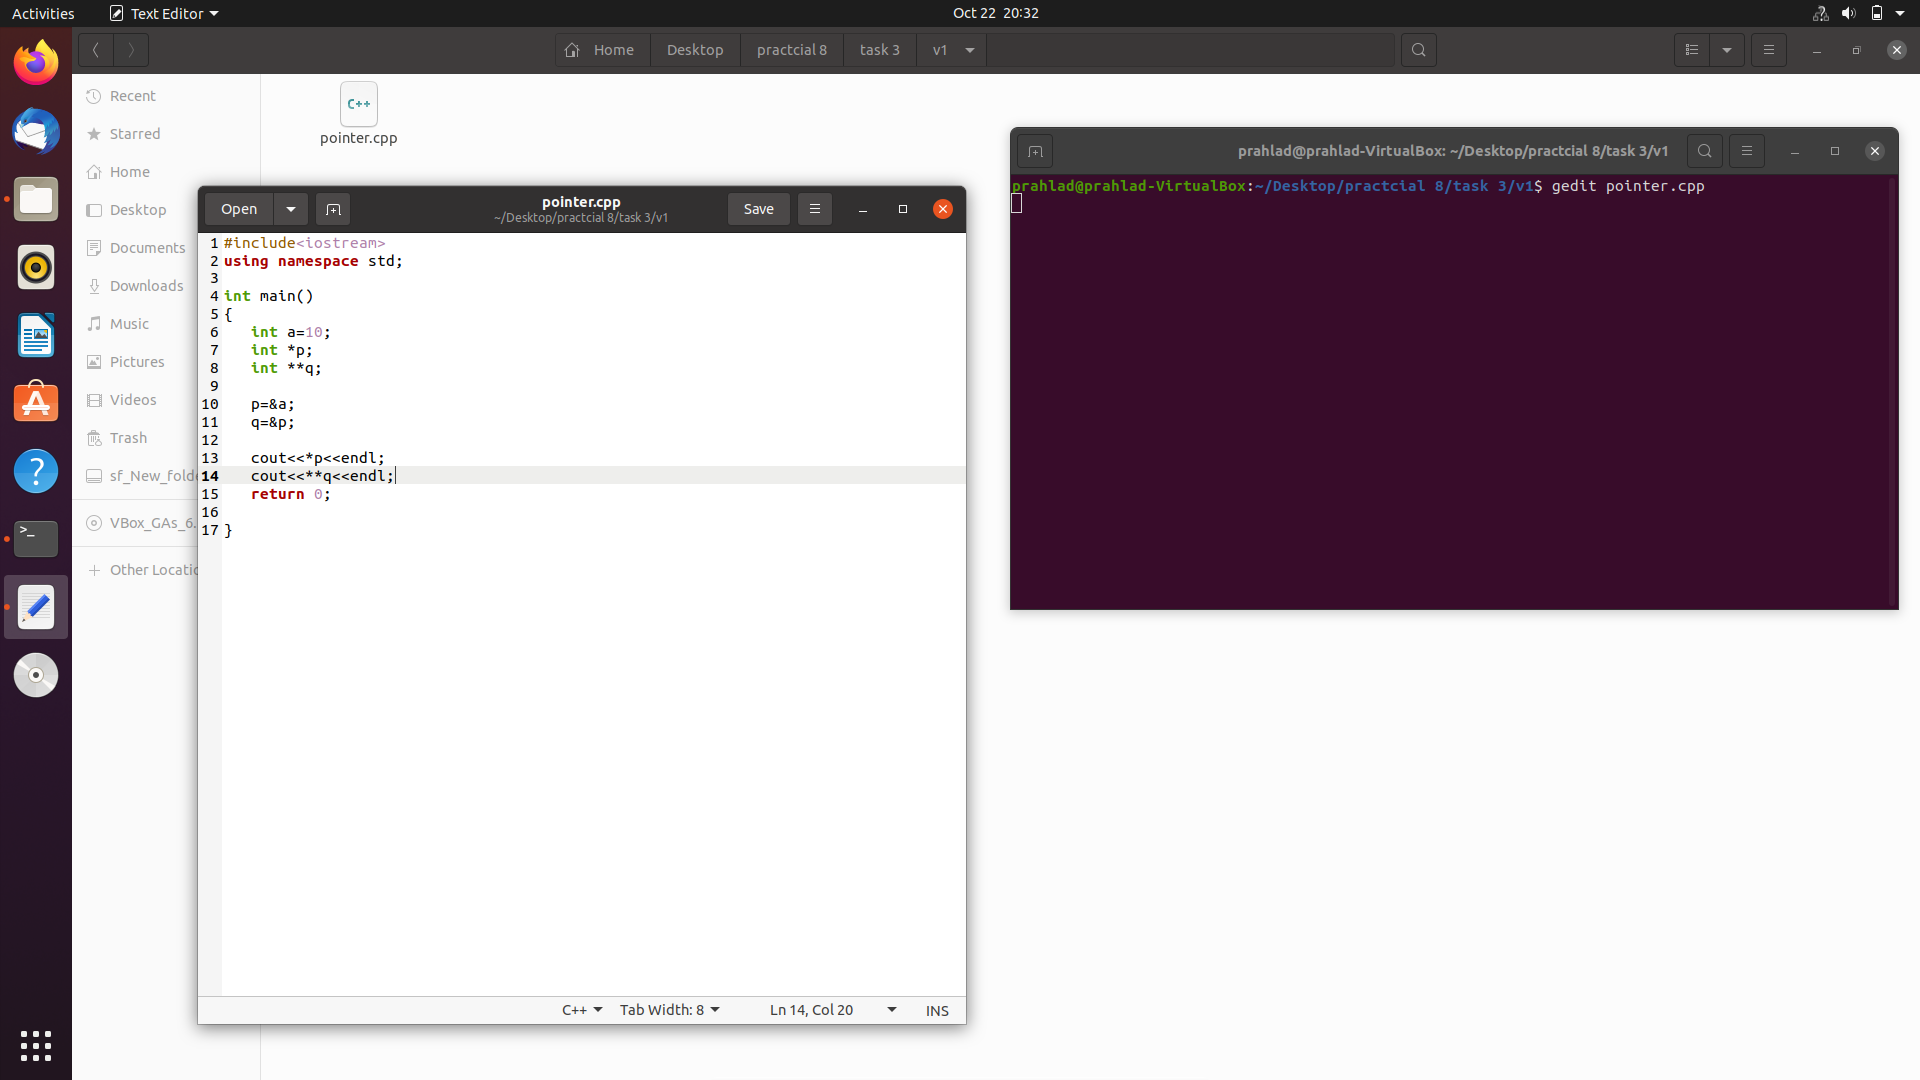 Activities
Text Editor
Oct 22 20:32
Home
Desktop
practcial 8
task 3
v1
Recent
Starred
Home
Desktop
Documents
Downloads
Music
Pictures
Videos
Trash
sf_New_fold
VBox_GAs_6.
Other Locatio
C++
pointer.cpp
Open
pointer.cpp
~/Desktop/practcial 8/task 3/v1
Save
1 #include<iostream>
2 using namespace std;
3
4 int main()
5 {
6 int a=10;
7 int *p;
8 int **q;
9
10 p=&a;
11 q=&p;
12
13 cout<<*p<<endl;
14 cout<<**q<<endl;
15 return 0;
16
17 }
C++
Tab Width: 8
Ln 14, Col 20
INS
prahlad@prahlad-VirtualBox: ~/Desktop/practcial 8/task 3/v1
prahlad@prahlad-VirtualBox:~/Desktop/practcial 8/task 3/v1$ gedit pointer.cpp